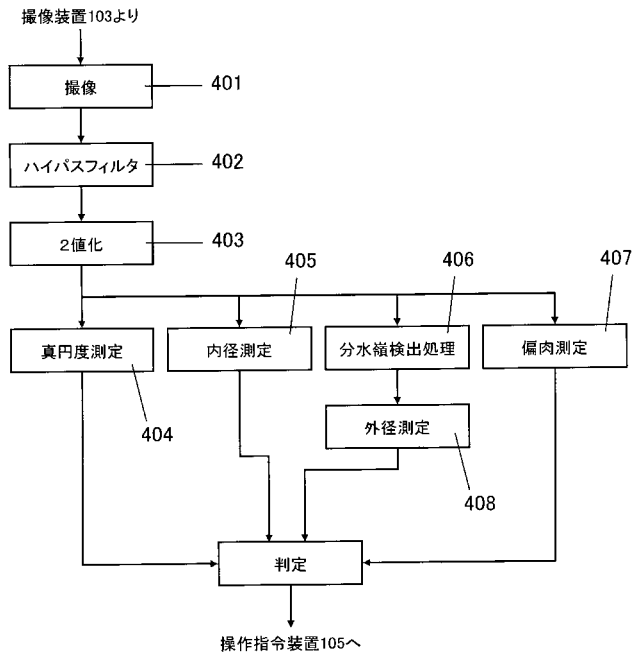 撮像装置103より
撮像
401
ハイパスフィルタ
402
2値化
403
405
406
407
真円度測定
内径測定
分水嶺検出処理
偏肉測定
404
外径測定
408
判定
操作指令装置105へ